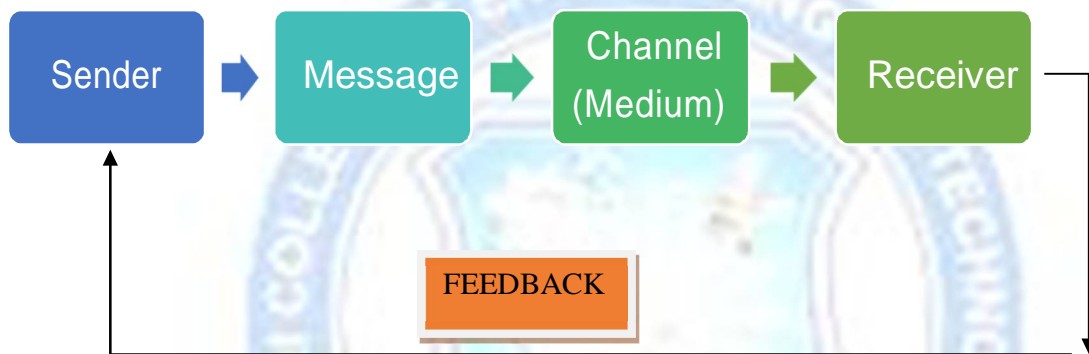 Sender
Message
Channel
(Medium)
Receiver
FEEDBACK